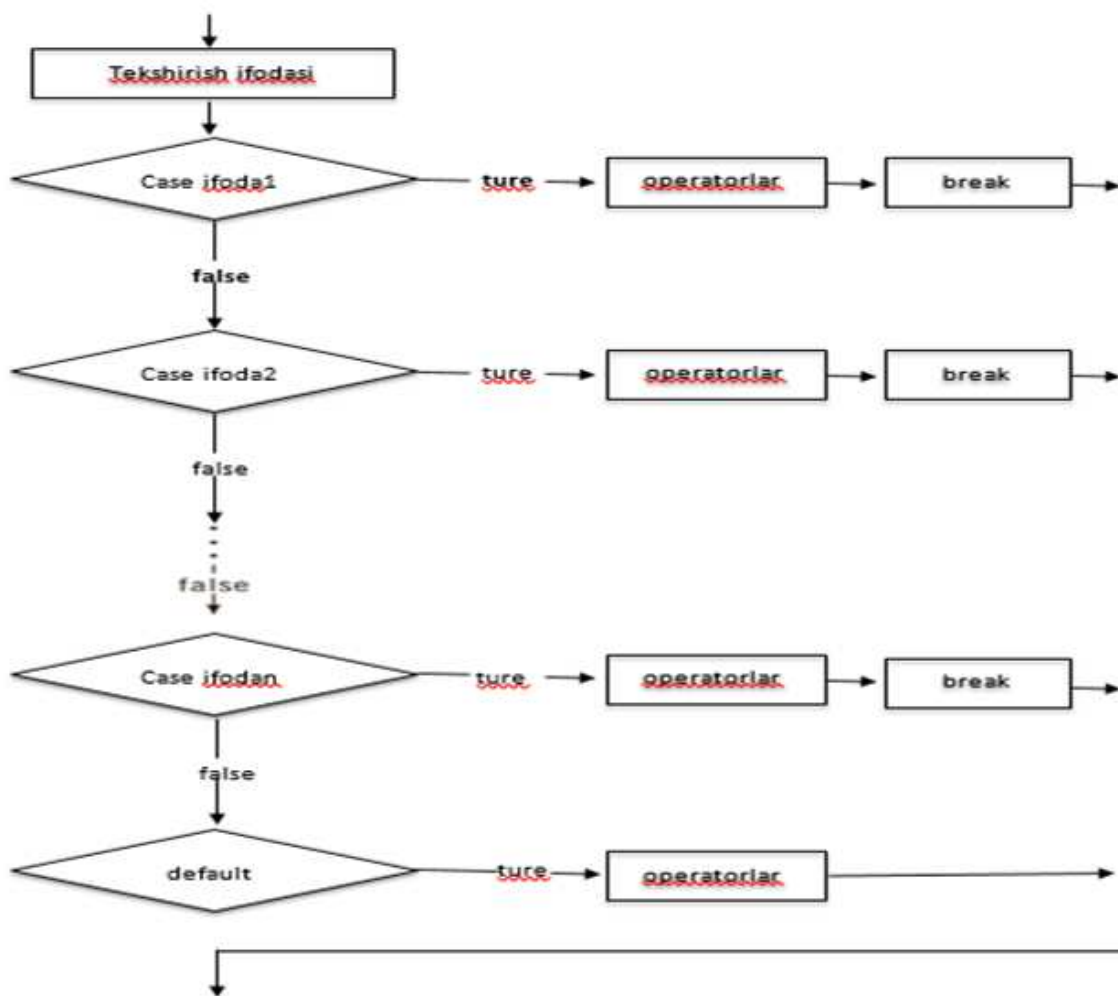 Tekshirish ifodasi
Case ifoda1 ture operatorlar break
false
Case ifoda2 ture operatorlar break
false
false
Case ifodan ture operatorlar break
false
default ture operatorlar